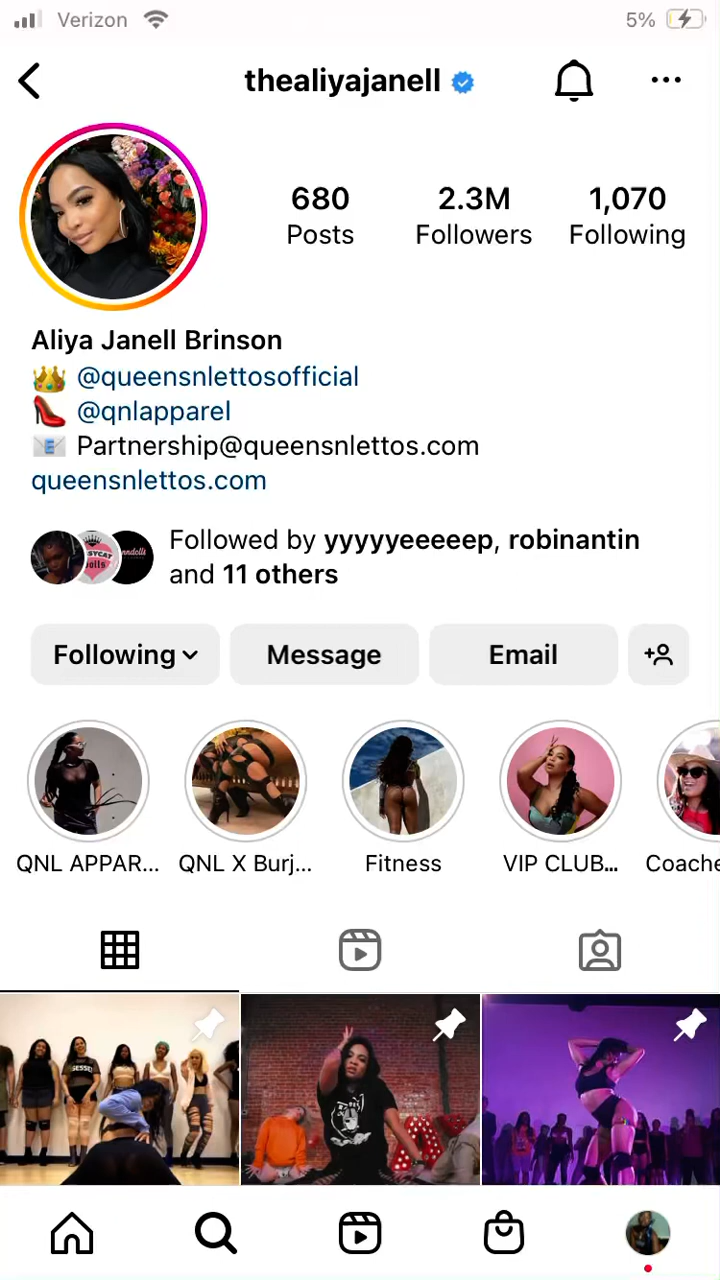 Verizon 5%
thealiyajanell
680 2.3M 1,070
Posts Followers Following
Aliya Janell Brinson
@queensnlettosofficial
@qnlapparel
Partnership@queensnlettos.com
queensnlettos.com
Followed by yyyyyeeeeep, robinantin
and 11 others
Following Message Email
QNL APPAR... QNL X Burj... Fitness VIP CLUB... Coache